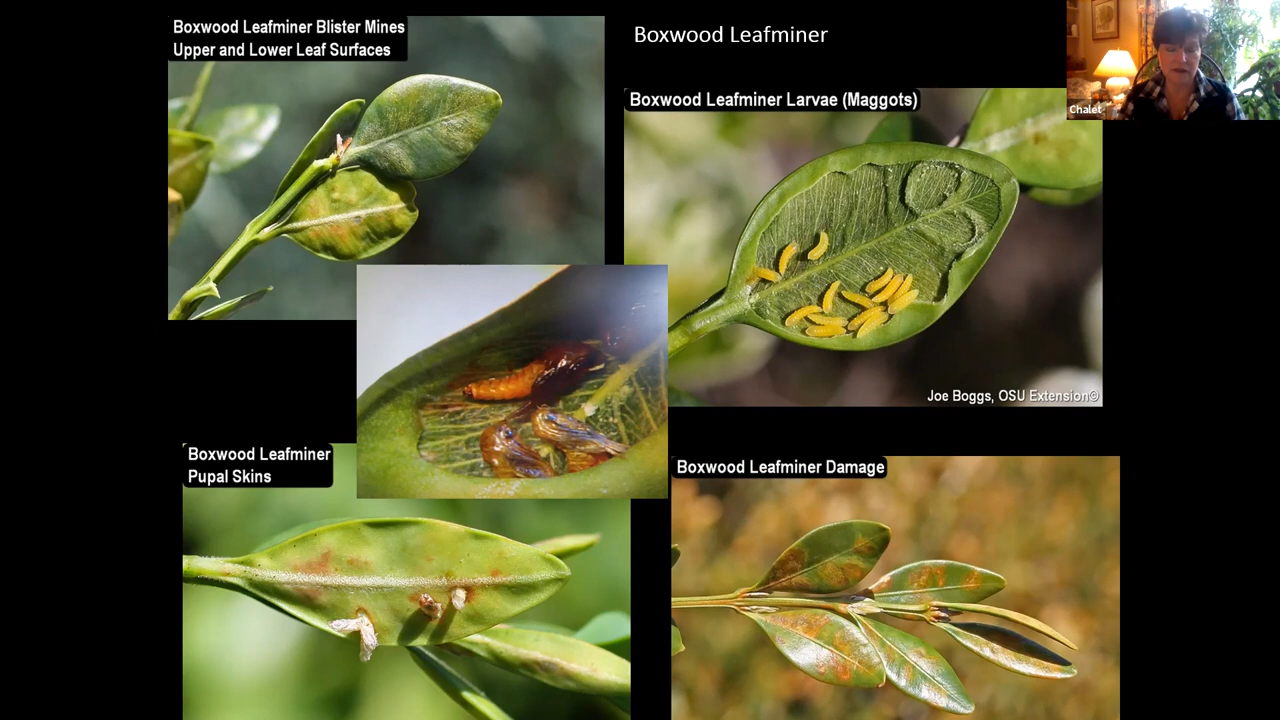 Boxwood Leafminer Blister Mines
Upper and Lower Leaf Surfaces
Boxwood Leafminer
Chalet
Boxwood Leafminer Larvae (Maggots)
Joe Boggs, OSU Extension©
Boxwood Leafminer
Pupal Skins
Boxwood Leafminer Damage